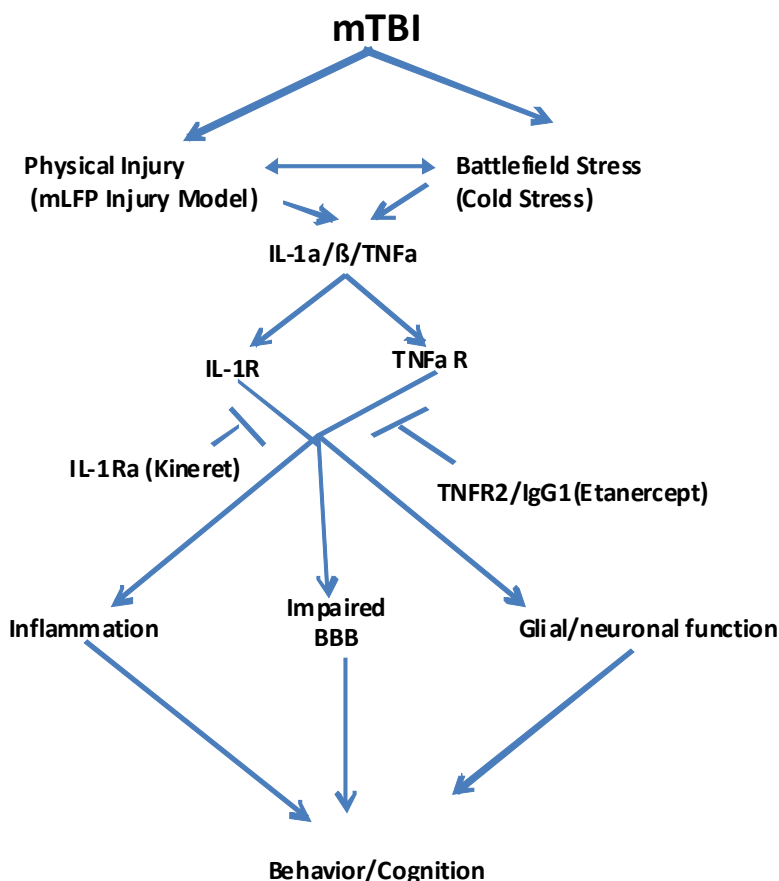 mTBI
Physical Injury
(mLFP Injury Model)
Battlefield Stress
(Cold Stress)
IL-1a/ß/TNFa
IL-1R
TNFa R
IL-1Ra (Kineret)
TNFR2/IgG1(Etanercept)
Inflammation
Impaired
BBB
Glial/neuronal function
Behavior/Cognition